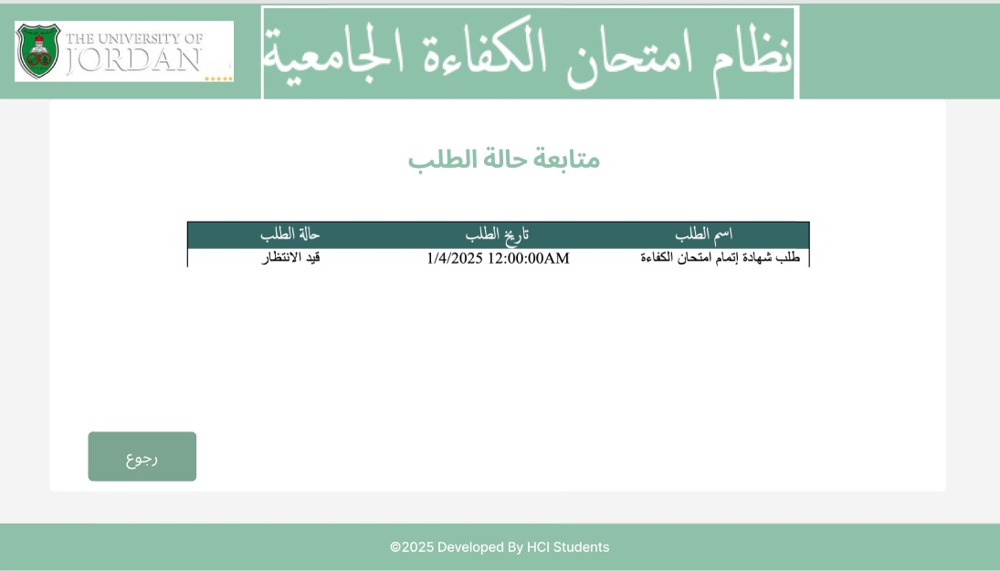 THE UNIVERSITY OF
JORDAN
نظام امتحان الكفاءة الجامعية
متابعة حالة الطلب
اسم الطلب تاريخ الطلب حالة الطلب
طلب شهادة إتمام امتحان الكفاءة 1/4/2025 12:00:00AM قيد الانتظار
رجوع
©2025 Developed By HCI Students